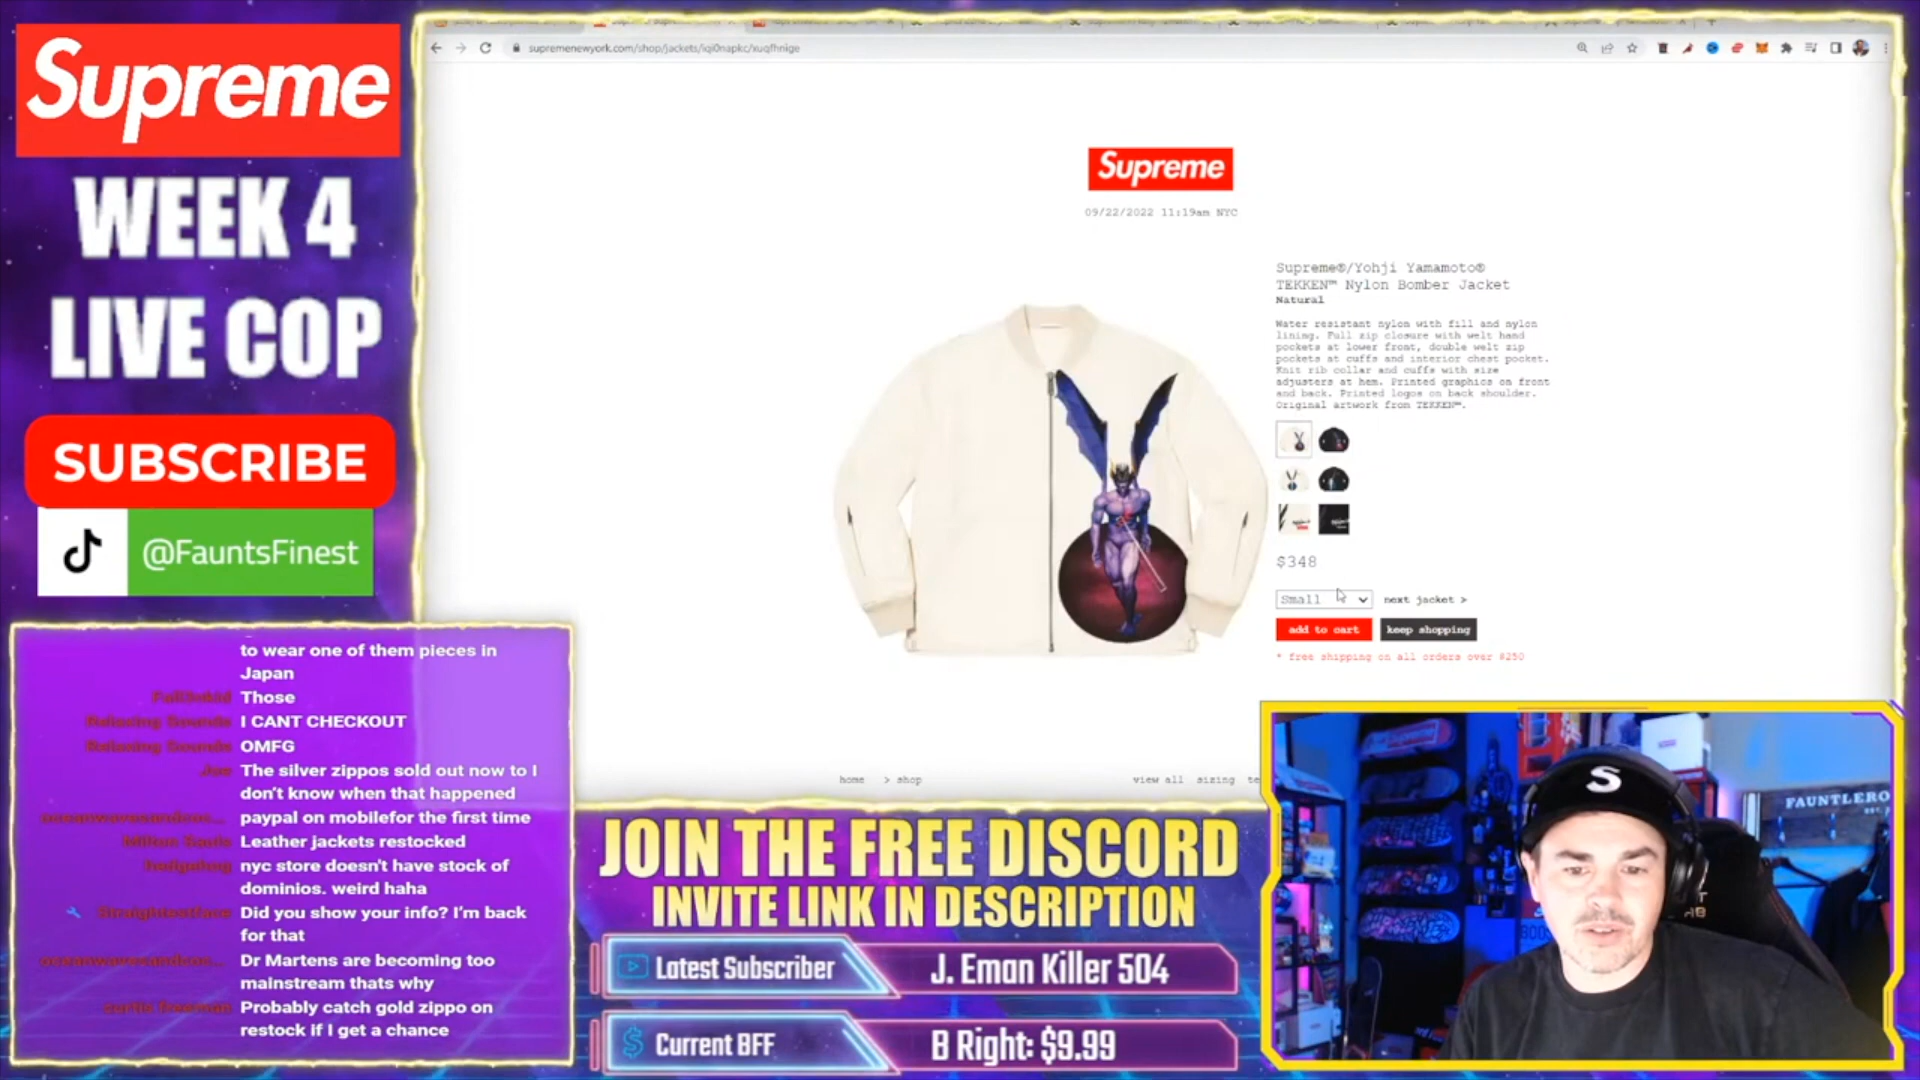 Supreme
WEEK 4
LIVE COP
SUBSCRIBE
@FauntsFinest
to wear one of them pieces in
Japan
Those
Relaxing Sounds I CANT CHECKOUT
Relaxing Sounds OMFG
The silver zippos sold out now to I
don't know when that happened
paypal on mobilefor the first time
Leather jackets restocked
hedgehog nyc store doesn't have stock of
dominios. weird haha
Straightestface Did you show your info? I'm back
for that
Dr Martens are becoming too
mainstream thats why
curtis freeman Probably catch gold zippo on
restock if I get a chance
supremenewyork.com/shop/jackets/iqi0napkc/xuqfhnige
Supreme
09/22/2022 11:19am NYC
Supreme®/Yohji Yamamoto®
TEKKEN™ Nylon Bomber Jacket
Natural
Water resistant nylon with fill and nylon
lining. Full zip closure with welt hand
pockets at lower front, double welt zip
pockets at cuffs and interior chest pocket.
Knit rib collar and cuffs with size
adjusters at hem. Printed graphics on front
and back. Printed logos on back shoulder.
Original artwork from TEKKEN™.
$348
Small next jacket >
add to cart keep shopping
* free shipping on all orders over $250
home > shop view all sizing te
JOIN THE FREE DISCORD
INVITE LINK IN DESCRIPTION
Latest Subscriber J. Eman Killer 504
Current BFF B Right: $9.99
S
FAUNTLERO